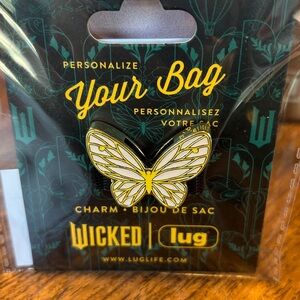 PERSONALIZE
Your Bag
PERSONNALISEZ
VOTRE SAC
CHARM • BIJOU DE SAC
WICKED | lug
WWW.LUGLIFE.COM